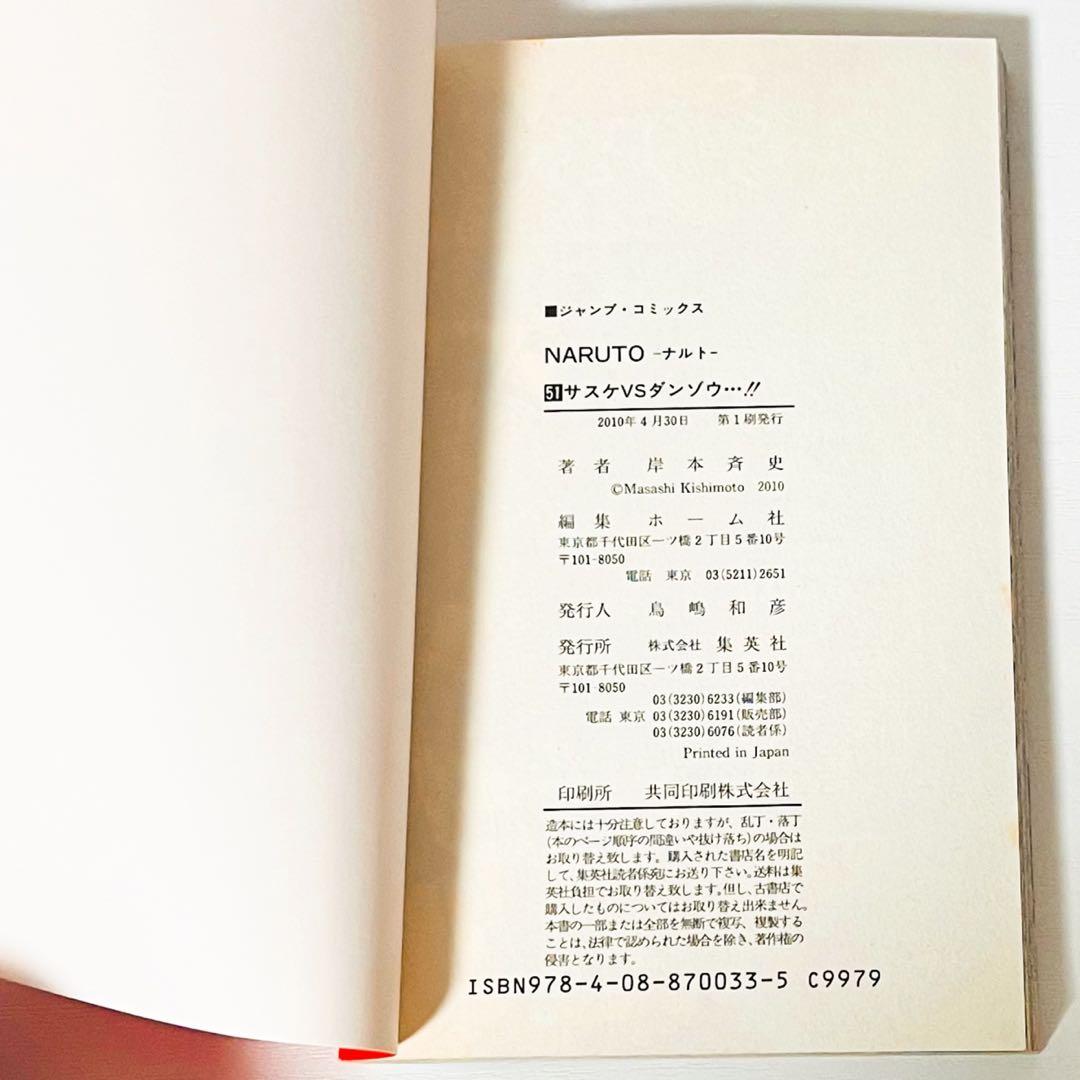 ■ジャンプ・コミックス
NARUTO -ナルト-
51サスケVSダンゾウ…!!
2010年4月30日 第1刷発行
著者 岸本斉史
©Masashi Kishimoto 2010
編集 ホーム社
東京都千代田区一ツ橋2丁目5番10号
〒101-8050
電話 東京 03(5211)2651
発行人 鳥嶋和彦
発行所 株式会社 集英社
東京都千代田区一ツ橋2丁目5番10号
〒101-8050
03(3230)6233(編集部)
電話 東京 03(3230)6191(販売部)
03(3230)6076(読者係)
Printed in Japan
印刷所 共同印刷株式会社
造本には十分注意しておりますが、乱丁・落丁
(本のページ順序の間違いや抜け落ち)の場合は
お取り替え致します。購入された書店名を明記
して、集英社読者係宛にお送り下さい。送料は集
英社負担でお取り替え致します。但し、古書店で
購入したものについてはお取り替え出来ません。
本書の一部または全部を無断で複写、複製する
ことは、法律で認められた場合を除き、著作権の
侵害となります。
ISBN978-4-08-870033-5 C9979